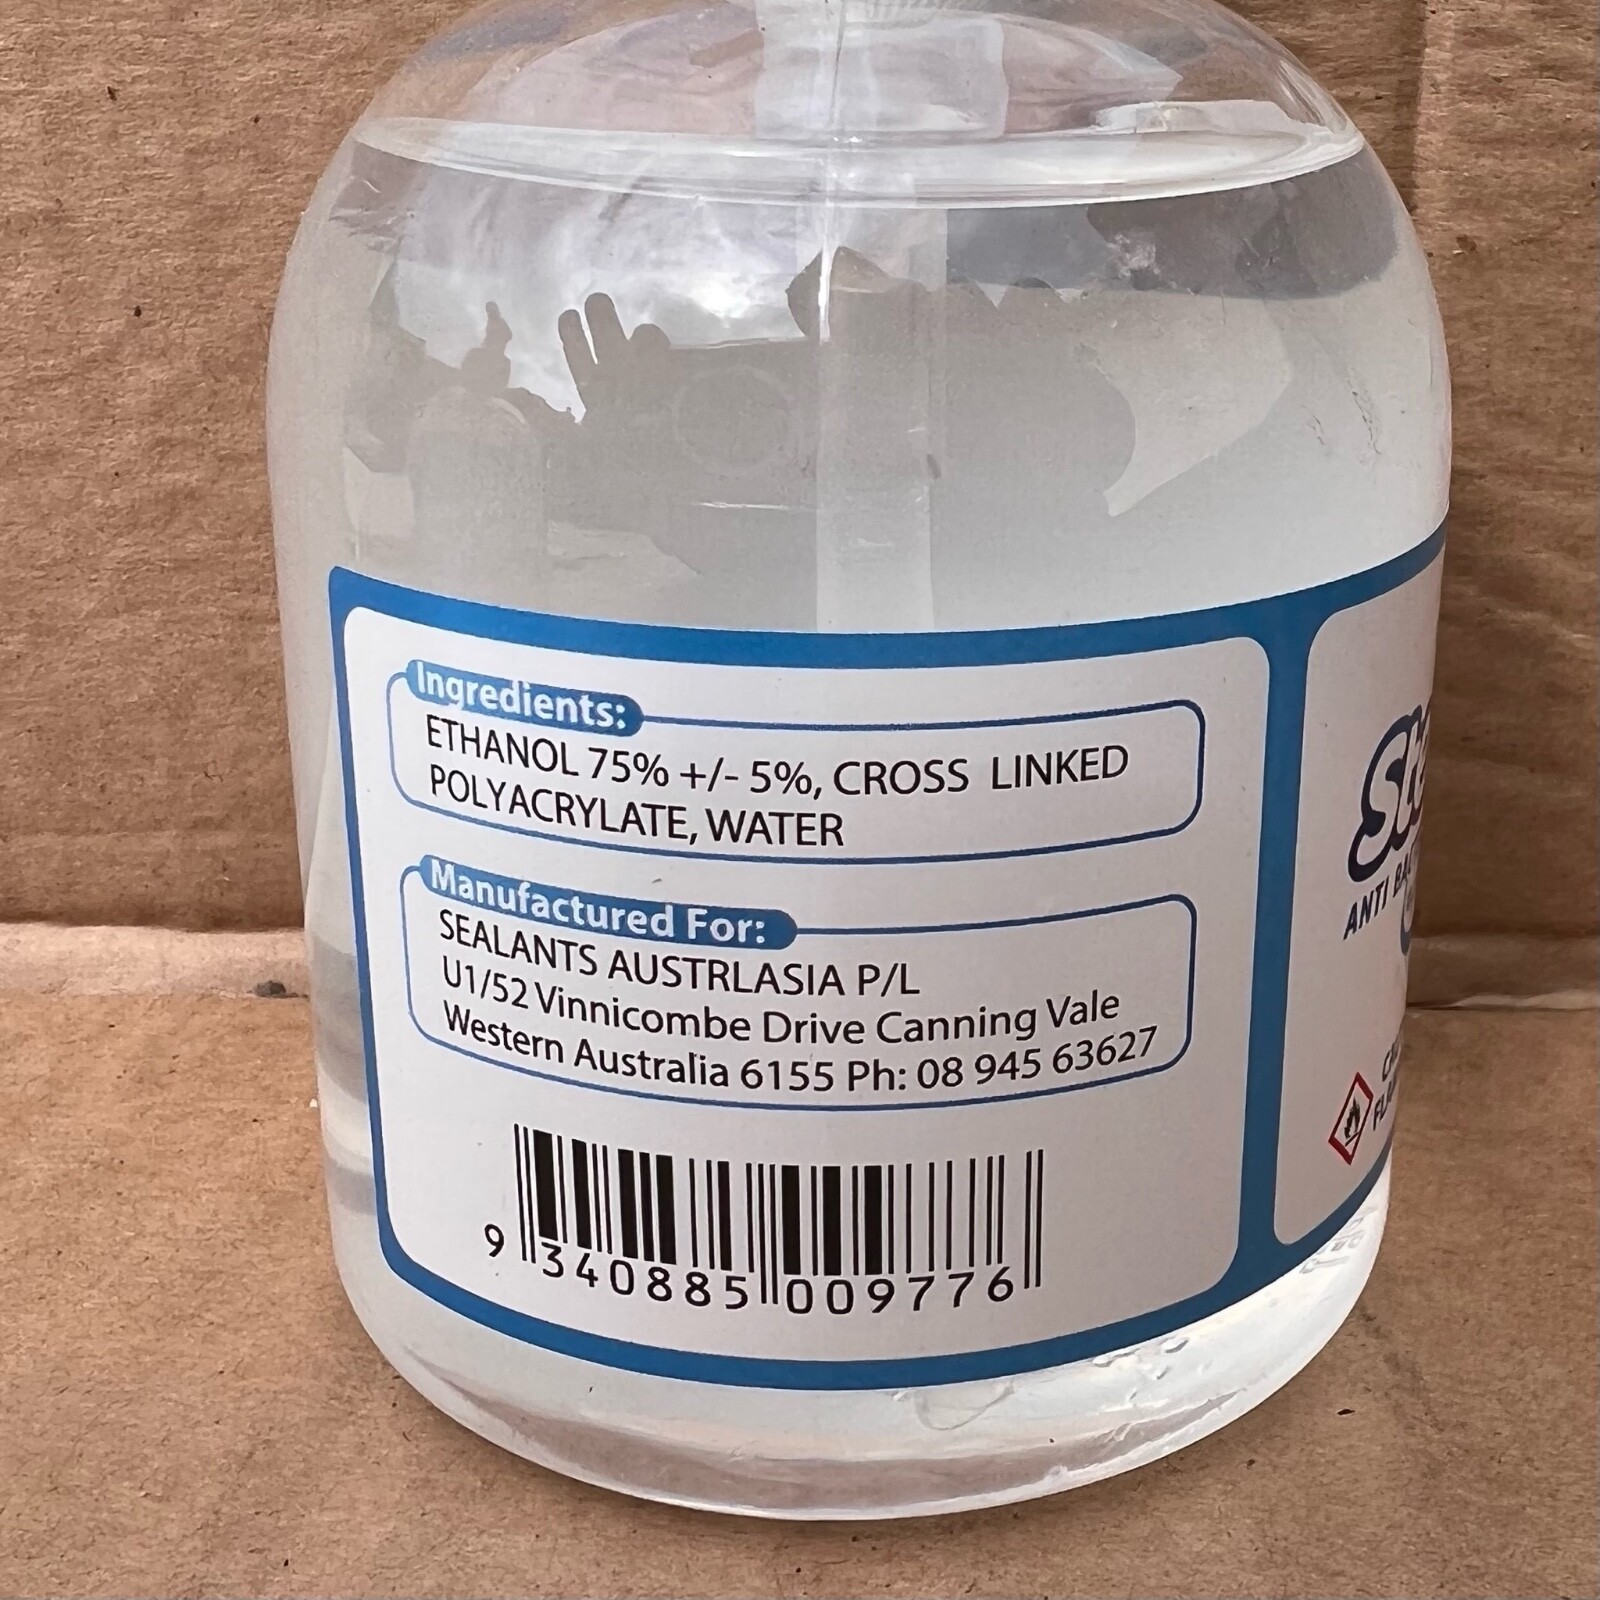 Ingredients:
ETHANOL 75% +/- 5%, CROSS LINKED
POLYACRYLATE, WATER
Manufactured For:
SEALANTS AUSTRLASIA P/L
U1/52 Vinnicombe Drive Canning Vale
Western Australia 6155 Ph: 08 945 63627
9 340885 009776
ANTI